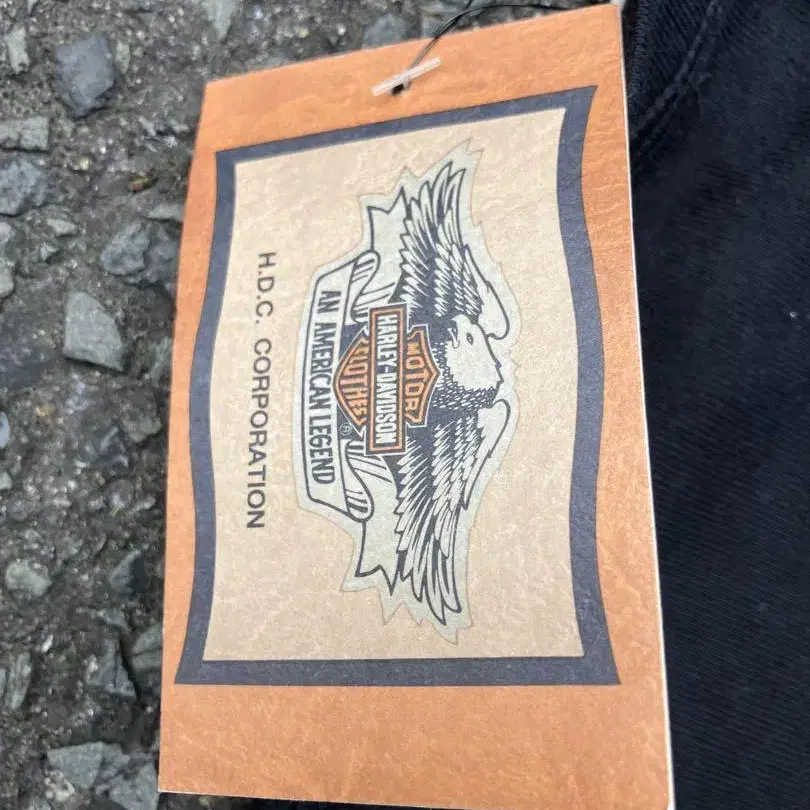 MOTOR
HARLEY-DAVIDSON
CLOTHES
®
AN AMERICAN LEGEND
H.D.C. CORPORATION